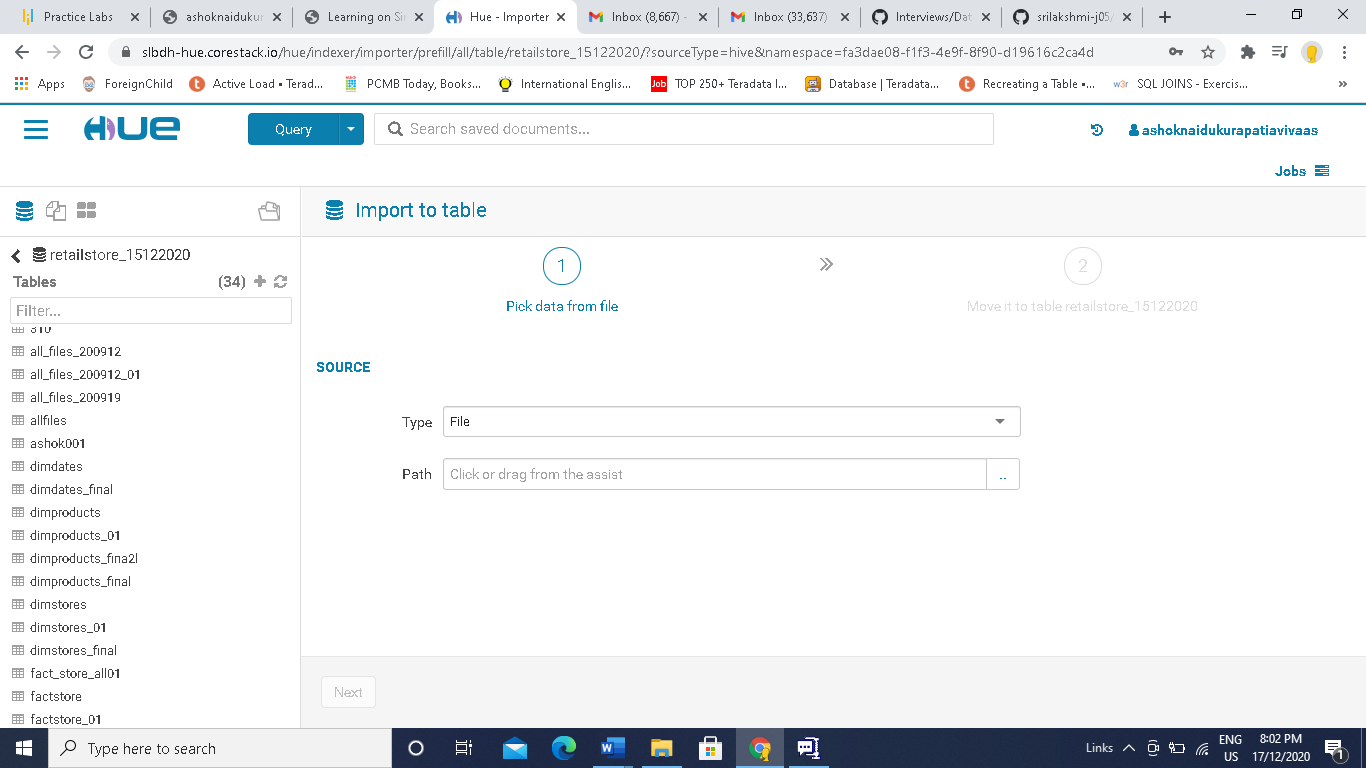 Practice Labs
ashoknaidukur
Learning on Sim
Hue - Importer
Inbox (8,667) -
Inbox (33,637)
Interviews/Dat
srilakshmi-j05/
slbdh-hue.corestack.io/hue/indexer/importer/prefill/all/table/retailstore_15122020/?sourceType=hive&namespace=fa3dae08-f1f3-4e9f-8f90-d19616c2ca4d
Apps
ForeignChild
Active Load • Terad...
PCMB Today, Books...
International Englis...
Job
TOP 250+ Teradata I...
Database | Teradata...
Recreating a Table •...
w3r
SQL JOINS - Exercis...
HUE
Query
Search saved documents...
ashoknaidukurapatiavivaas
Jobs
Import to table
retailstore_15122020
Tables
(34)
Filter...
310
all_files_200912
all_files_200912_01
all_files_200919
allfiles
ashok001
dimdates
dimdates_final
dimproducts
dimproducts_01
dimproducts_fina2l
dimproducts_final
dimstores
dimstores_01
dimstores_final
fact_store_all01
factstore
factstore_01
1
Pick data from file
2
Move it to table retailstore_15122020
SOURCE
Type
File
Path
Click or drag from the assist
..
Next
Type here to search
Links
ENG
US
8:02 PM
17/12/2020
1